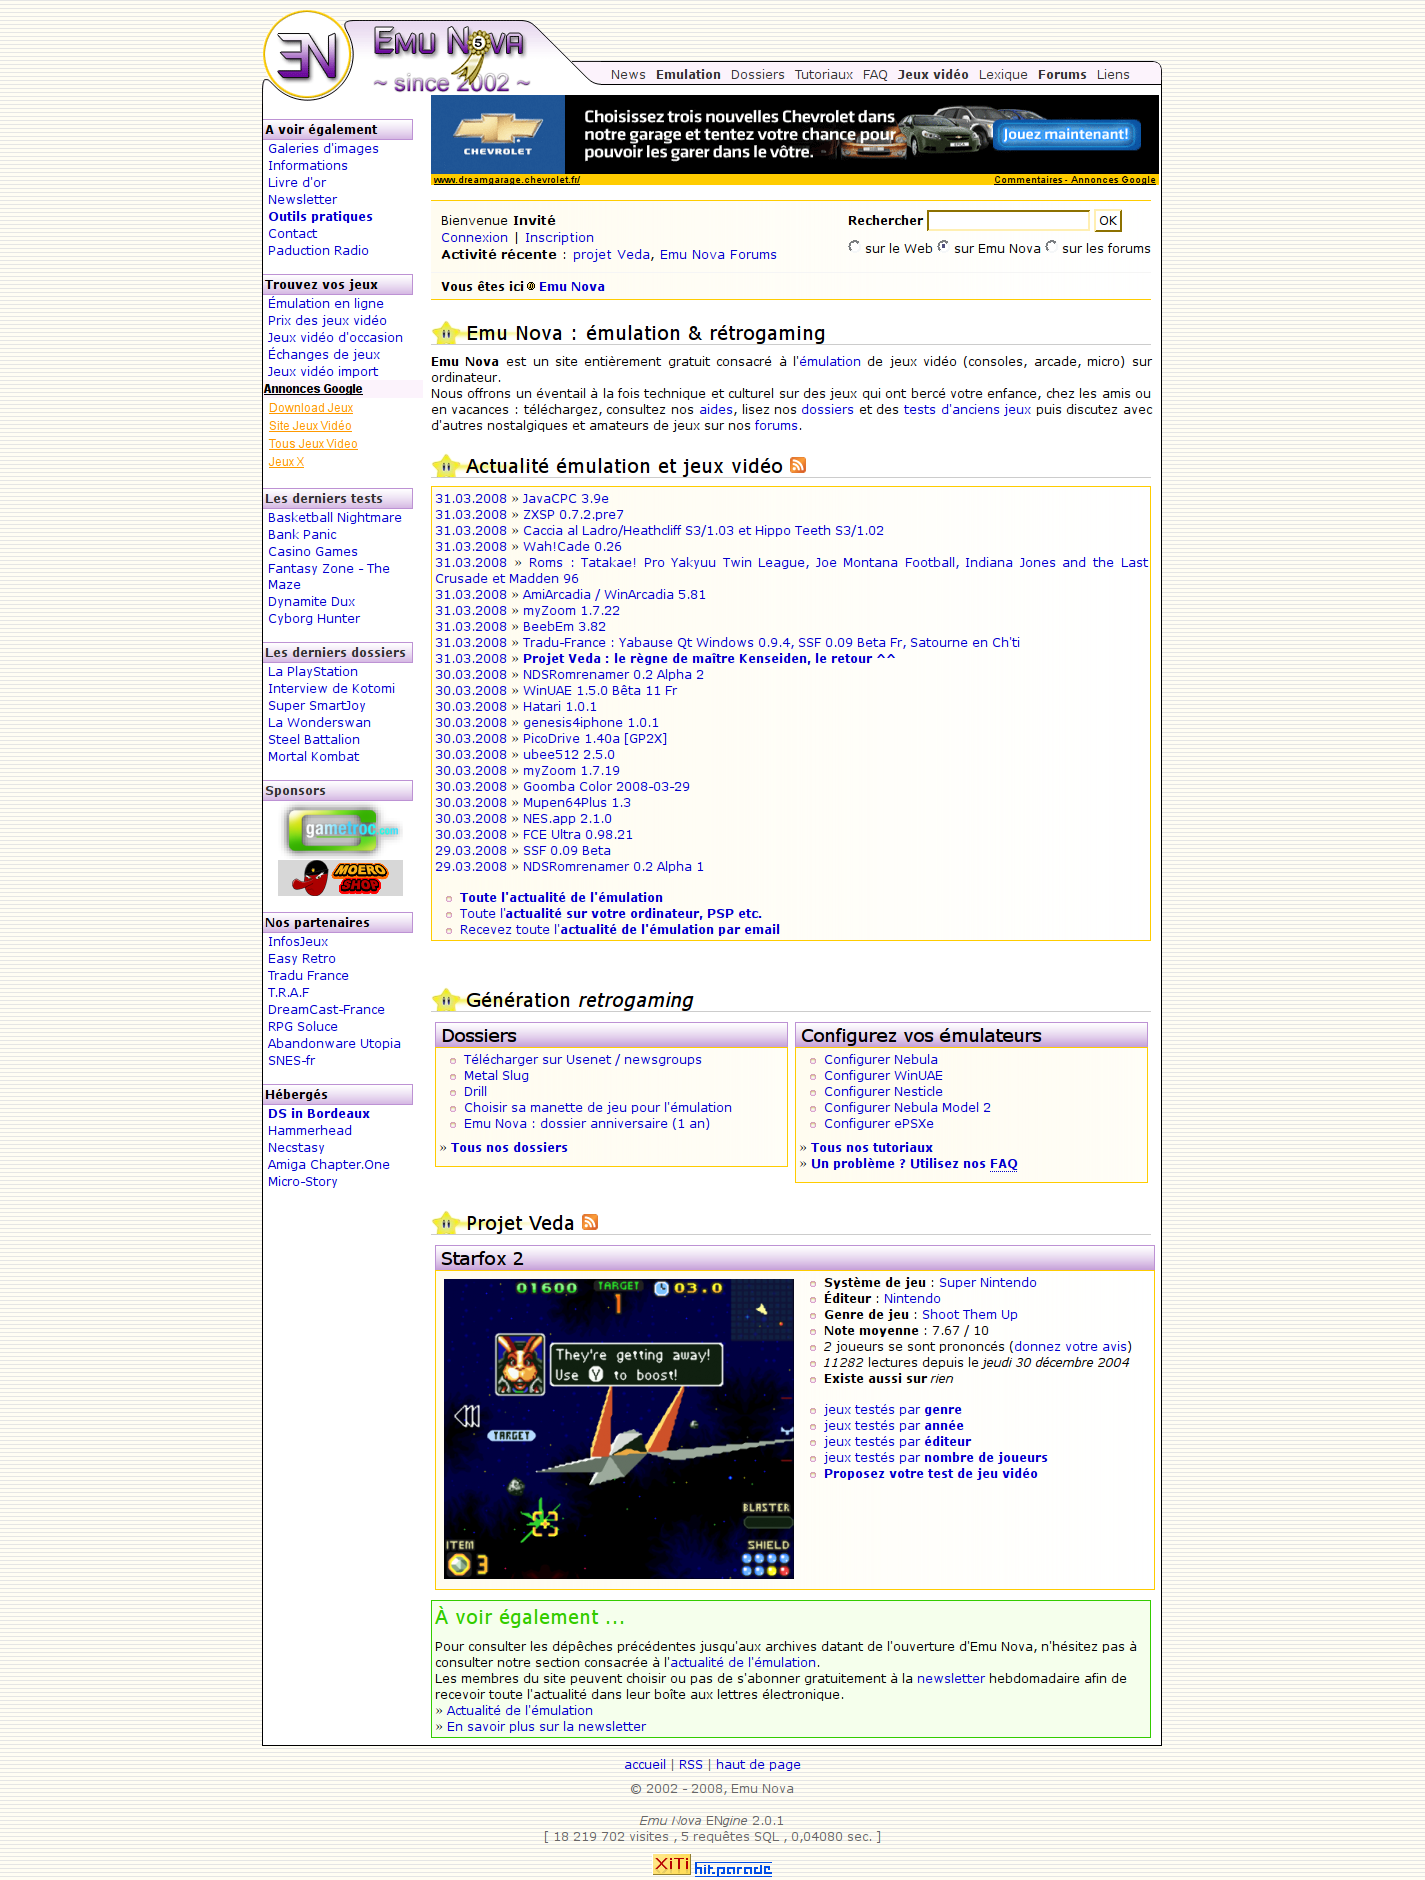 EN
Emu Nova 5
~ since 2002 ~
News Emulation Dossiers Tutoriaux FAQ Jeux vidéo Lexique Forums Liens
CHEVROLET
Choisissez trois nouvelles Chevrolet dans
notre garage et tentez votre chance pour
pouvoir les garer dans le vôtre.
Jouez maintenant!
www.dreamgarage.chevrolet.fr/
Commentaires - Annonces Google
A voir également
Galeries d'images
Informations
Livre d'or
Newsletter
Outils pratiques
Contact
Paduction Radio
Trouvez vos jeux
Émulation en ligne
Prix des jeux vidéo
Jeux vidéo d'occasion
Échanges de jeux
Jeux vidéo import
Annonces Google
Download Jeux
Site Jeux Vidéo
Tous Jeux Video
Jeux X
Les derniers tests
Basketball Nightmare
Bank Panic
Casino Games
Fantasy Zone - The
Maze
Dynamite Dux
Cyborg Hunter
Les derniers dossiers
La PlayStation
Interview de Kotomi
Super SmartJoy
La Wonderswan
Steel Battalion
Mortal Kombat
Sponsors
gametroc.com
MOERO
SHOP
Nos partenaires
InfosJeux
Easy Retro
Tradu France
T.R.A.F
DreamCast-France
RPG Soluce
Abandonware Utopia
SNES-fr
Hébergés
DS in Bordeaux
Hammerhead
Necstasy
Amiga Chapter.One
Micro-Story
Bienvenue Invité
Connexion | Inscription
Activité récente : projet Veda, Emu Nova Forums
Rechercher OK
sur le Web sur Emu Nova sur les forums
Vous êtes ici @ Emu Nova
Emu Nova : émulation & rétrogaming
Emu Nova est un site entièrement gratuit consacré à l'émulation de jeux vidéo (consoles, arcade, micro) sur
ordinateur.
Nous offrons un éventail à la fois technique et culturel sur des jeux qui ont bercé votre enfance, chez les amis ou
en vacances : téléchargez, consultez nos aides, lisez nos dossiers et des tests d'anciens jeux puis discutez avec
d'autres nostalgiques et amateurs de jeux sur nos forums.
Actualité émulation et jeux vidéo
31.03.2008 » JavaCPC 3.9e
31.03.2008 » ZXSP 0.7.2.pre7
31.03.2008 » Caccia al Ladro/Heathcliff S3/1.03 et Hippo Teeth S3/1.02
31.03.2008 » Wah!Cade 0.26
31.03.2008 » Roms : Tatakae! Pro Yakyuu Twin League, Joe Montana Football, Indiana Jones and the Last
Crusade et Madden 96
31.03.2008 » AmiArcadia / WinArcadia 5.81
31.03.2008 » myZoom 1.7.22
31.03.2008 » BeebEm 3.82
31.03.2008 » Tradu-France : Yabause Qt Windows 0.9.4, SSF 0.09 Beta Fr, Satourne en Ch'ti
31.03.2008 » Projet Veda : le règne de maître Kenseiden, le retour ^^
30.03.2008 » NDSRomrenamer 0.2 Alpha 2
30.03.2008 » WinUAE 1.5.0 Bêta 11 Fr
30.03.2008 » Hatari 1.0.1
30.03.2008 » genesis4iphone 1.0.1
30.03.2008 » PicoDrive 1.40a [GP2X]
30.03.2008 » ubee512 2.5.0
30.03.2008 » myZoom 1.7.19
30.03.2008 » Goomba Color 2008-03-29
30.03.2008 » Mupen64Plus 1.3
30.03.2008 » NES.app 2.1.0
30.03.2008 » FCE Ultra 0.98.21
29.03.2008 » SSF 0.09 Beta
29.03.2008 » NDSRomrenamer 0.2 Alpha 1
Toute l'actualité de l'émulation
Toute l'actualité sur votre ordinateur, PSP etc.
Recevez toute l'actualité de l'émulation par email
Génération retrogaming
Dossiers
Télécharger sur Usenet / newsgroups
Metal Slug
Drill
Choisir sa manette de jeu pour l'émulation
Emu Nova : dossier anniversaire (1 an)
» Tous nos dossiers
Configurez vos émulateurs
Configurer Nebula
Configurer WinUAE
Configurer Nesticle
Configurer Nebula Model 2
Configurer ePSXe
» Tous nos tutoriaux
» Un problème ? Utilisez nos FAQ
Projet Veda
Starfox 2
01600 TARGET 03.0
1
They're getting away!
Use Y to boost!
TARGET
BLASTER
ITEM
3
SHIELD
Système de jeu : Super Nintendo
Éditeur : Nintendo
Genre de jeu : Shoot Them Up
Note moyenne : 7.67 / 10
2 joueurs se sont prononcés (donnez votre avis)
11282 lectures depuis le jeudi 30 décembre 2004
Existe aussi sur rien
jeux testés par genre
jeux testés par année
jeux testés par éditeur
jeux testés par nombre de joueurs
Proposez votre test de jeu vidéo
À voir également ...
Pour consulter les dépêches précédentes jusqu'aux archives datant de l'ouverture d'Emu Nova, n'hésitez pas à
consulter notre section consacrée à l'actualité de l'émulation.
Les membres du site peuvent choisir ou pas de s'abonner gratuitement à la newsletter hebdomadaire afin de
recevoir toute l'actualité dans leur boîte aux lettres électronique.
» Actualité de l'émulation
» En savoir plus sur la newsletter
accueil | RSS | haut de page
© 2002 - 2008, Emu Nova
Emu Nova ENgine 2.0.1
[ 18 219 702 visites , 5 requêtes SQL , 0,04080 sec. ]
XiTi hit.parade